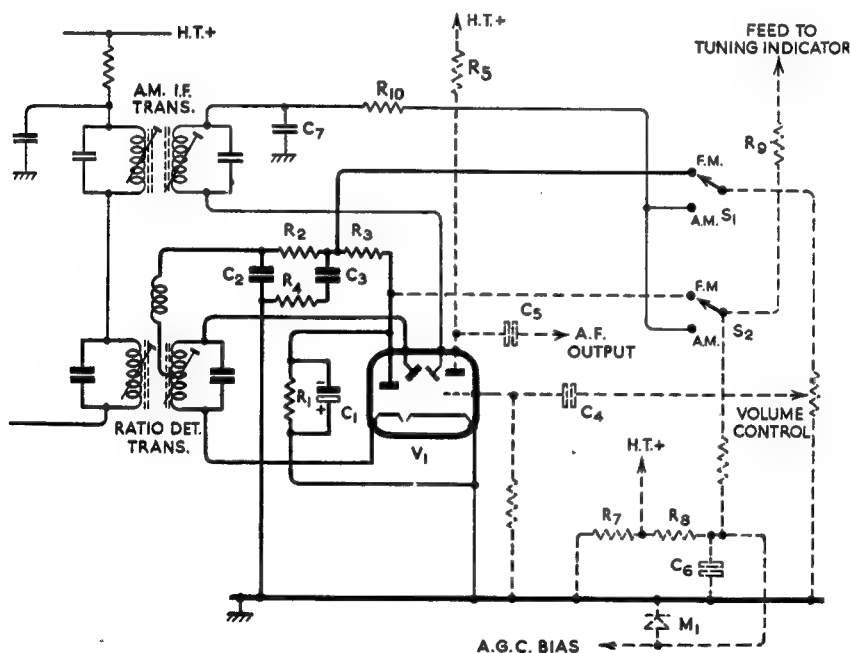 H.T.+
H.T.+
FEED TO
TUNING INDICATOR
A.M. I.F.
TRANS.
R5
R10
C7
R9
F.M.
A.M.
S1
R2
R3
C2
R4
C3
F.M
A.M.
S2
C5
A.F.
OUTPUT
R1
C1
-
+
V1
C4
VOLUME
CONTROL
RATIO DET.
TRANS.
H.T.+
R7
R8
C6
M1
A.G.C. BIAS